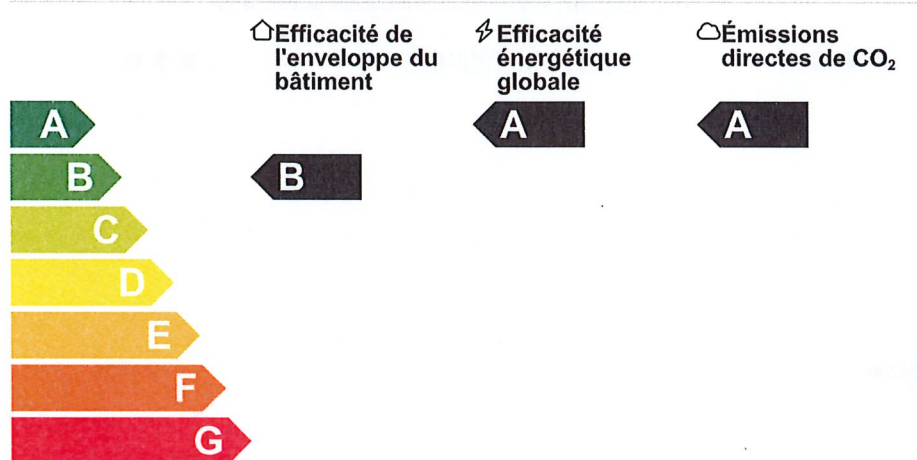 Efficacité de
l'enveloppe du
bâtiment
Efficacité
énergétique
globale
Émissions
directes de CO₂
A
A
A
B
B
C
D
E
F
G